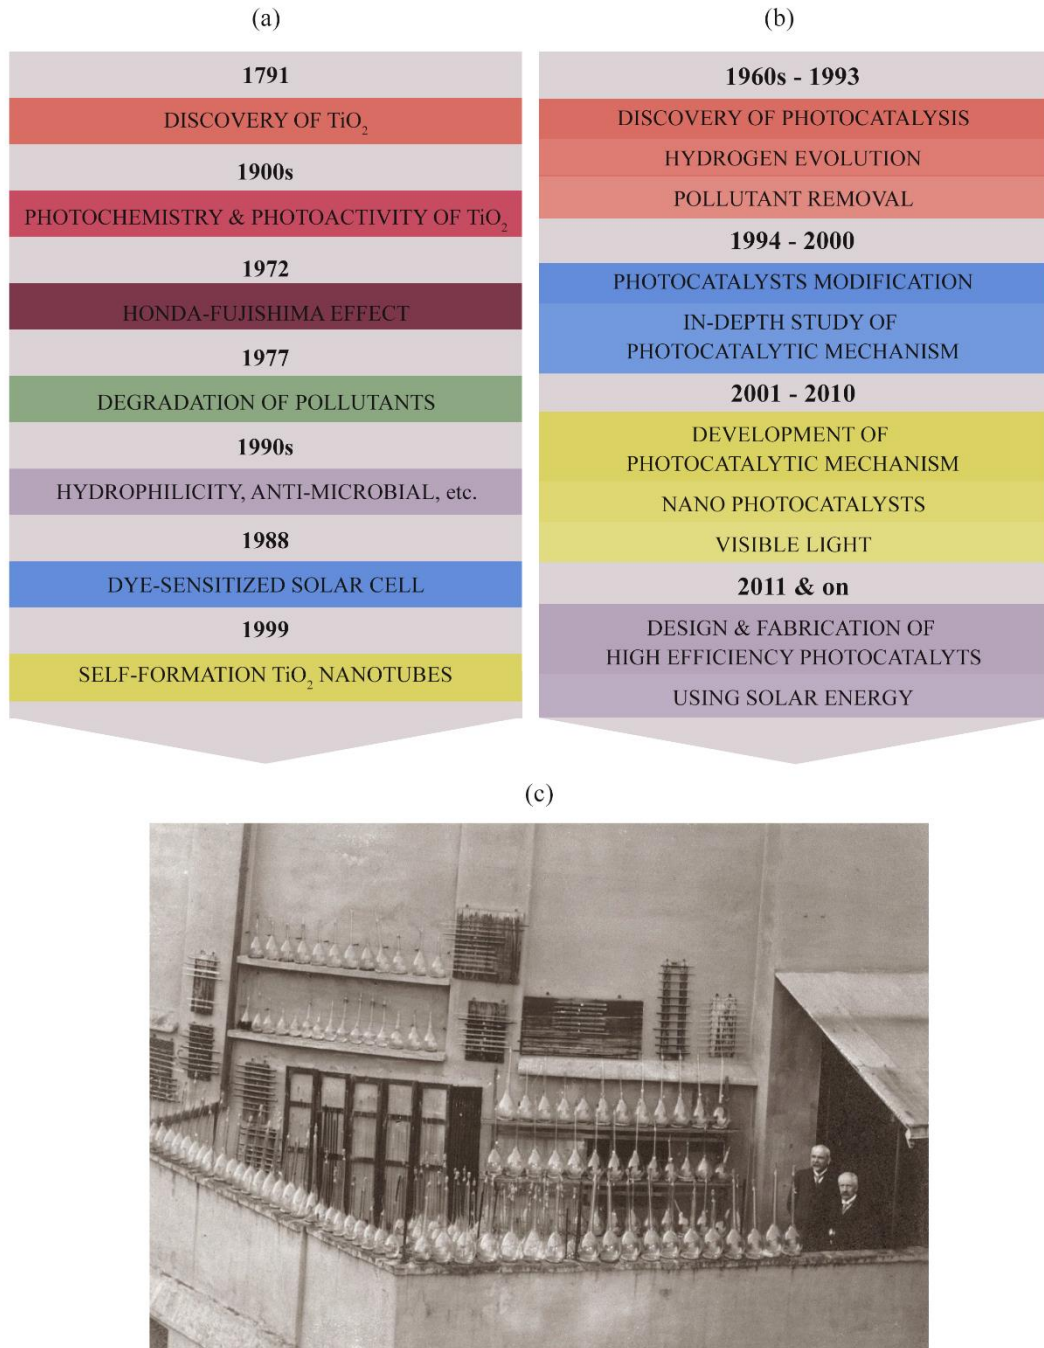 (a)
1791
DISCOVERY OF TiO₂
1900s
PHOTOCHEMISTRY & PHOTOACTIVITY OF TiO₂
1972
HONDA-FUJISHIMA EFFECT
1977
DEGRADATION OF POLLUTANTS
1990s
HYDROPHILICITY, ANTI-MICROBIAL, etc.
1988
DYE-SENSITIZED SOLAR CELL
1999
SELF-FORMATION TiO₂ NANOTUBES
(b)
1960s - 1993
DISCOVERY OF PHOTOCATALYSIS
HYDROGEN EVOLUTION
POLLUTANT REMOVAL
1994 - 2000
PHOTOCATALYSTS MODIFICATION
IN-DEPTH STUDY OF
PHOTOCATALYTIC MECHANISM
2001 - 2010
DEVELOPMENT OF
PHOTOCATALYTIC MECHANISM
NANO PHOTOCATALYSTS
VISIBLE LIGHT
2011 & on
DESIGN & FABRICATION OF
HIGH EFFICIENCY PHOTOCATALYTS
USING SOLAR ENERGY
(c)